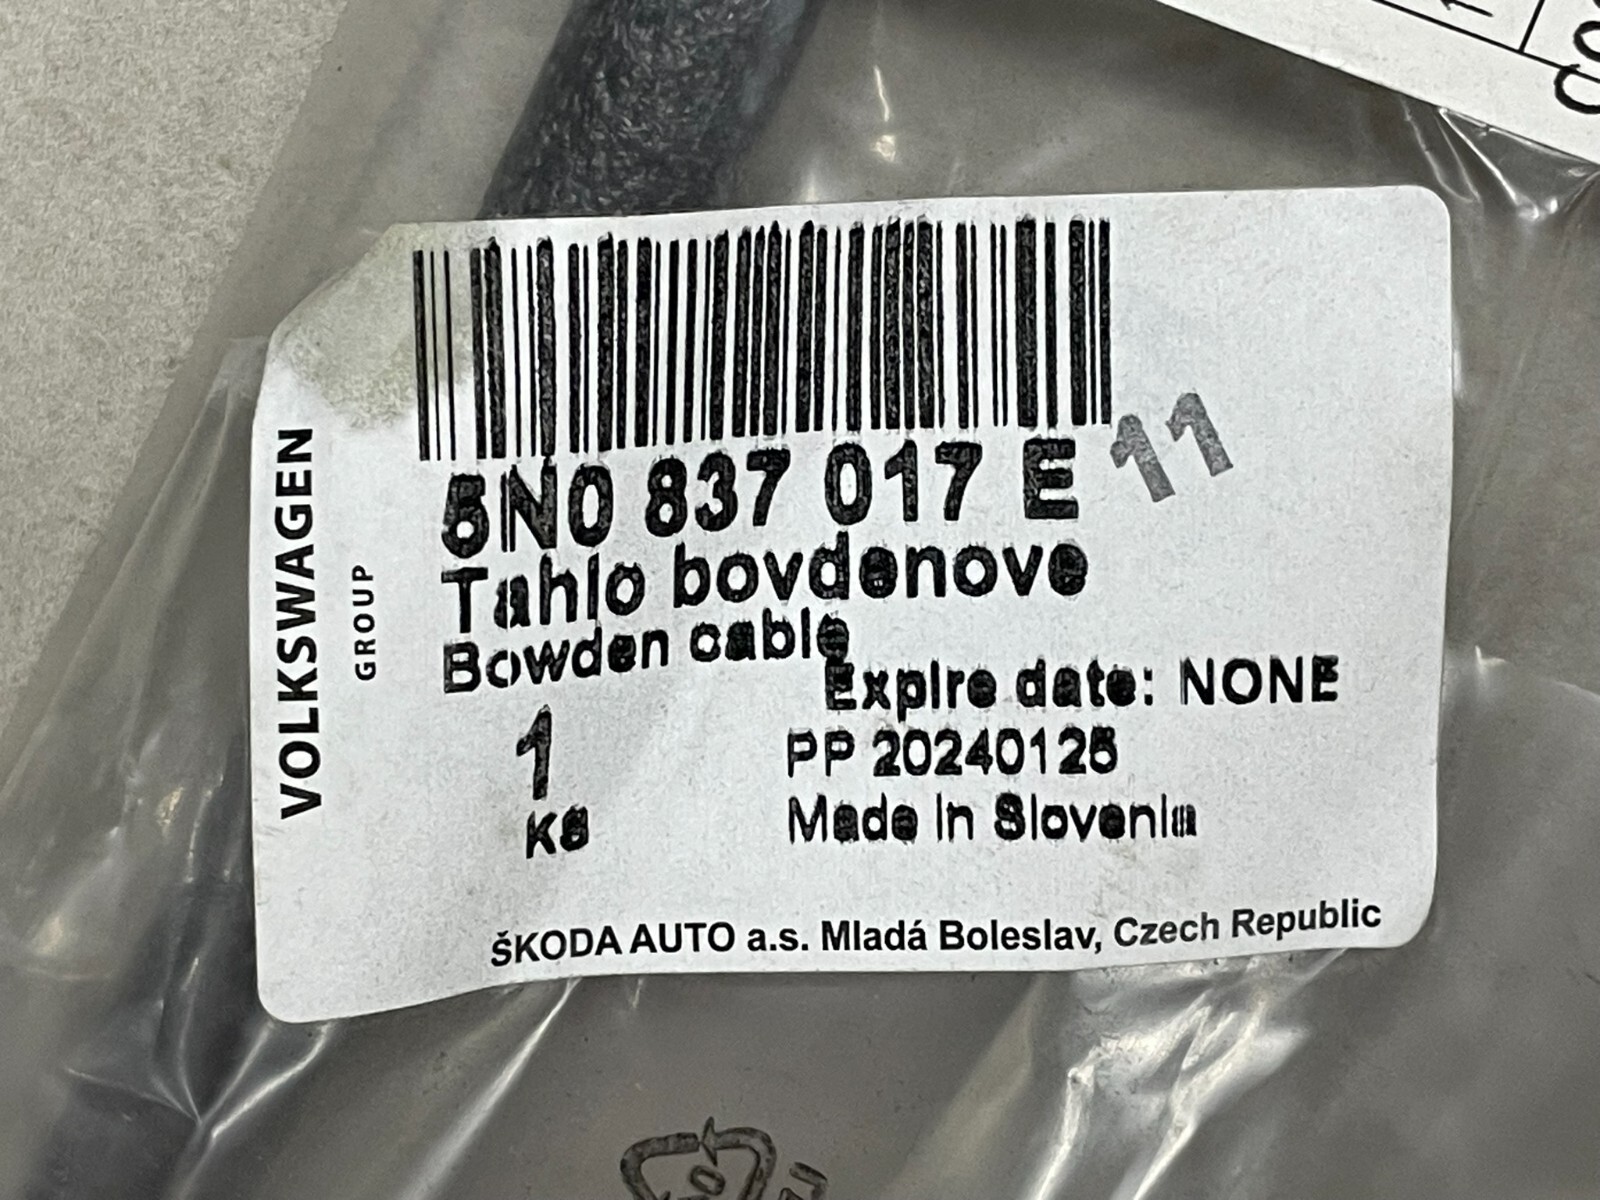 VOLKSWAGEN
GROUP
5N0 837 017 E
11
Tahlo bovdenove
Bowden cable
Expire date: NONE
1
PP 20240125
KS
Made in Slovenia
ŠKODA AUTO a.s. Mladá Boleslav, Czech Republic